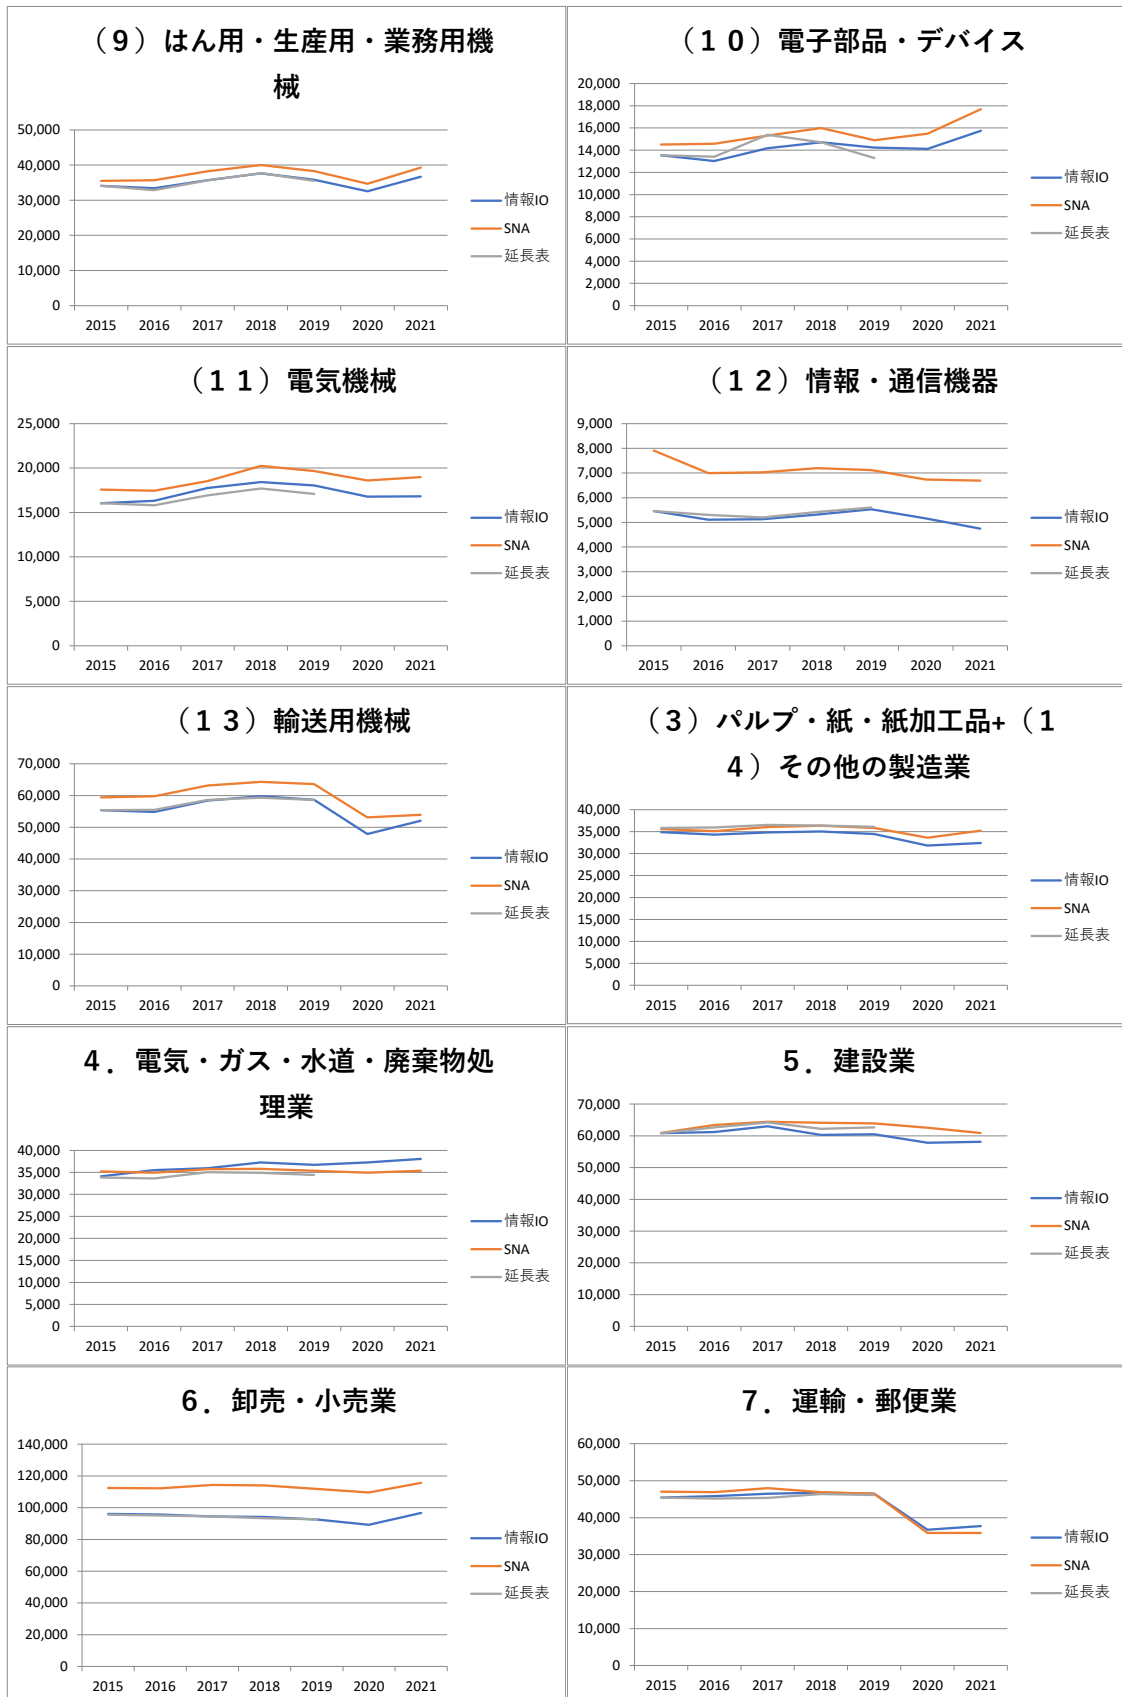 （９）はん用・生産用・業務用機
械
50,000
40,000
30,000
20,000
10,000
0
2015 2016 2017 2018 2019 2020 2021
情報IO
SNA
延長表
（１０）電子部品・デバイス
20,000
18,000
16,000
14,000
12,000
10,000
8,000
6,000
4,000
2,000
0
2015 2016 2017 2018 2019 2020 2021
情報IO
SNA
延長表
（１１）電気機械
25,000
20,000
15,000
10,000
5,000
0
2015 2016 2017 2018 2019 2020 2021
情報IO
SNA
延長表
（１２）情報・通信機器
9,000
8,000
7,000
6,000
5,000
4,000
3,000
2,000
1,000
0
2015 2016 2017 2018 2019 2020 2021
情報IO
SNA
延長表
（１３）輸送用機械
70,000
60,000
50,000
40,000
30,000
20,000
10,000
0
2015 2016 2017 2018 2019 2020 2021
情報IO
SNA
延長表
（３）パルプ・紙・紙加工品+（１
４）その他の製造業
40,000
35,000
30,000
25,000
20,000
15,000
10,000
5,000
0
2015 2016 2017 2018 2019 2020 2021
情報IO
SNA
延長表
４．電気・ガス・水道・廃棄物処
理業
40,000
35,000
30,000
25,000
20,000
15,000
10,000
5,000
0
2015 2016 2017 2018 2019 2020 2021
情報IO
SNA
延長表
５．建設業
70,000
60,000
50,000
40,000
30,000
20,000
10,000
0
2015 2016 2017 2018 2019 2020 2021
情報IO
SNA
延長表
６．卸売・小売業
140,000
120,000
100,000
80,000
60,000
40,000
20,000
0
2015 2016 2017 2018 2019 2020 2021
情報IO
SNA
延長表
７．運輸・郵便業
60,000
50,000
40,000
30,000
20,000
10,000
0
2015 2016 2017 2018 2019 2020 2021
情報IO
SNA
延長表